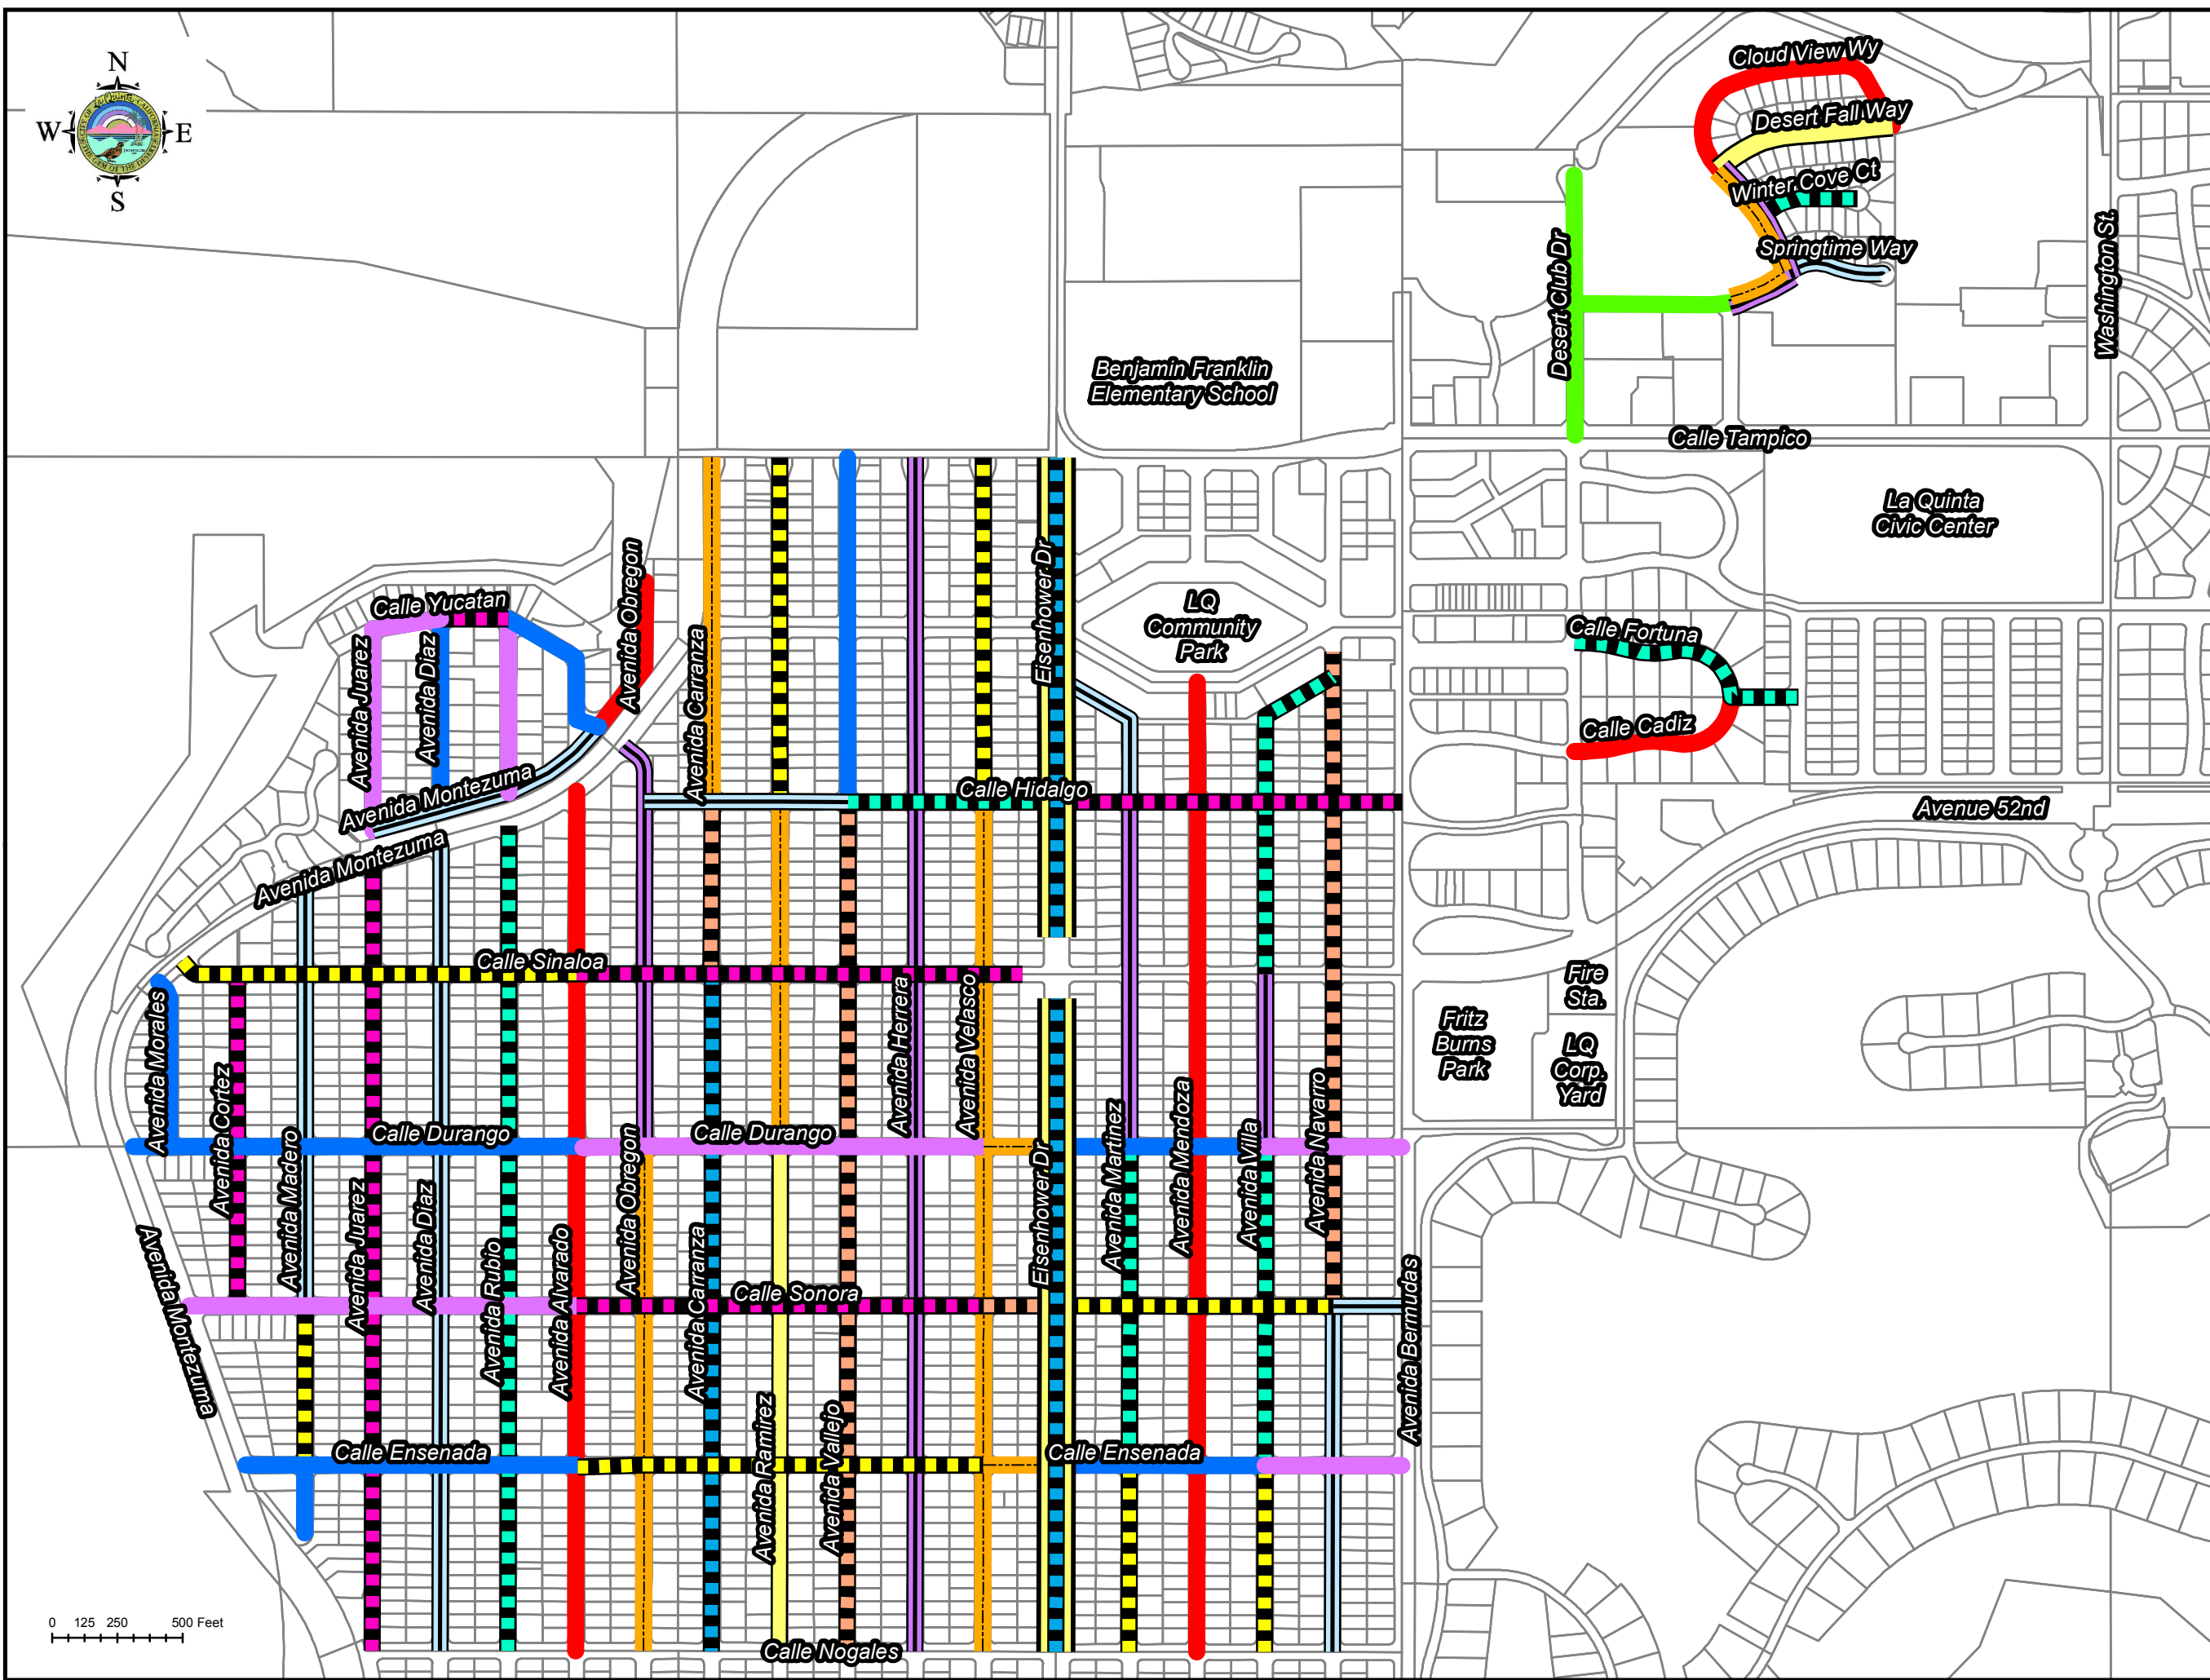 N
W
E
S
Cloud View Wy
Desert Fall Way
Winter Cove Ct
Springtime Way
Desert Club Dr
Washington St.
Benjamin Franklin
Elementary School
Calle Tampico
La Quinta
Civic Center
Avenida Obregon
Eisenhower Dr
Calle Yucatan
LQ
Community
Park
Calle Fortuna
Avenida Juarez
Avenida Diaz
Avenida Carranza
Calle Cadiz
Avenida Montezuma
Calle Hidalgo
Avenue 52nd
Avenida Montezuma
Calle Sinaloa
Fire
Sta.
Avenida Morales
Avenida Herrera
Avenida Velasco
Fritz
Burns
Park
LQ
Corp.
Yard
Avenida Cortez
Avenida Madero
Calle Durango
Calle Durango
Avenida Obregon
Eisenhower Dr
Avenida Martinez
Avenida Mendoza
Avenida Villa
Avenida Navarro
Avenida Montezuma
Avenida Juarez
Avenida Diaz
Avenida Rubio
Avenida Alvarado
Avenida Carranza
Calle Sonora
Avenida Bermudas
Calle Ensenada
Avenida Ramirez
Avenida Vallejo
Calle Ensenada
0 125 250 500 Feet
Calle Nogales